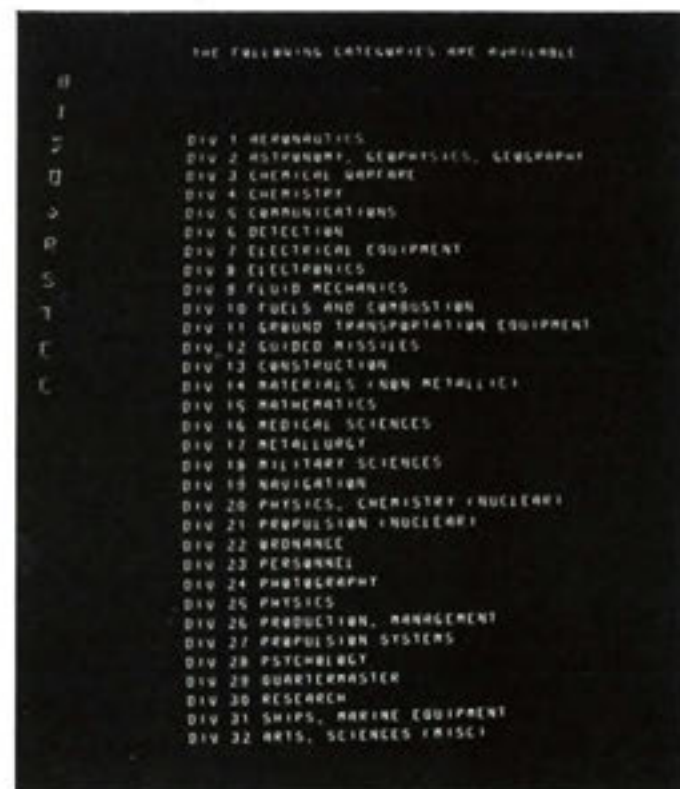 THE FOLLOWING CATEGORIES ARE AVAILABLE
DIV 1 AERONAUTICS
DIV 2 ASTRONOMY, GEOPHYSICS, GEOGRAPHY
DIV 3 CHEMICAL WARFARE
DIV 4 CHEMISTRY
DIV 5 COMMUNICATIONS
DIV 6 DETECTION
DIV 7 ELECTRICAL EQUIPMENT
DIV 8 ELECTRONICS
DIV 9 FLUID MECHANICS
DIV 10 FUELS AND COMBUSTION
DIV 11 GROUND TRANSPORTATION EQUIPMENT
DIV 12 GUIDED MISSILES
DIV 13 CONSTRUCTION
DIV 14 MATERIALS (NON METALLIC)
DIV 15 MATHEMATICS
DIV 16 MEDICAL SCIENCES
DIV 17 METALLURGY
DIV 18 MILITARY SCIENCES
DIV 19 NAVIGATION
DIV 20 PHYSICS, CHEMISTRY (NUCLEAR)
DIV 21 PROPULSION (NUCLEAR)
DIV 22 ORDNANCE
DIV 23 PERSONNEL
DIV 24 PHOTOGRAPHY
DIV 25 PHYSICS
DIV 26 PRODUCTION, MANAGEMENT
DIV 27 PROPULSION SYSTEMS
DIV 28 PSYCHOLOGY
DIV 29 QUARTERMASTER
DIV 30 RESEARCH
DIV 31 SHIPS, MARINE EQUIPMENT
DIV 32 ARTS, SCIENCES (MISC)